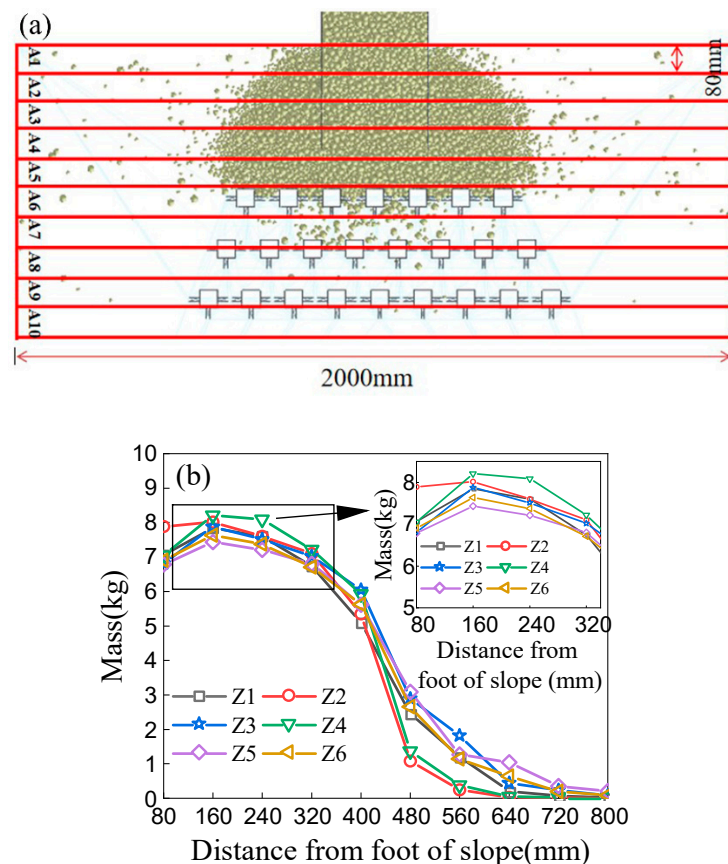 (a)
A1
A2
A3
A4
A5
A6
A7
A8
A9
A10
80mm
2000mm
(b)
10
9
8
7
6
5
4
3
2
1
0
Mass(kg)
Z1 Z2
Z3 Z4
Z5 Z6
80 160 240 320 400 480 560 640 720 800
Distance from foot of slope(mm)
8
7
6
5
Mass(kg)
Z1 Z2
Z3 Z4
Z5 Z6
80 160 240 320
Distance from
foot of slope (mm)